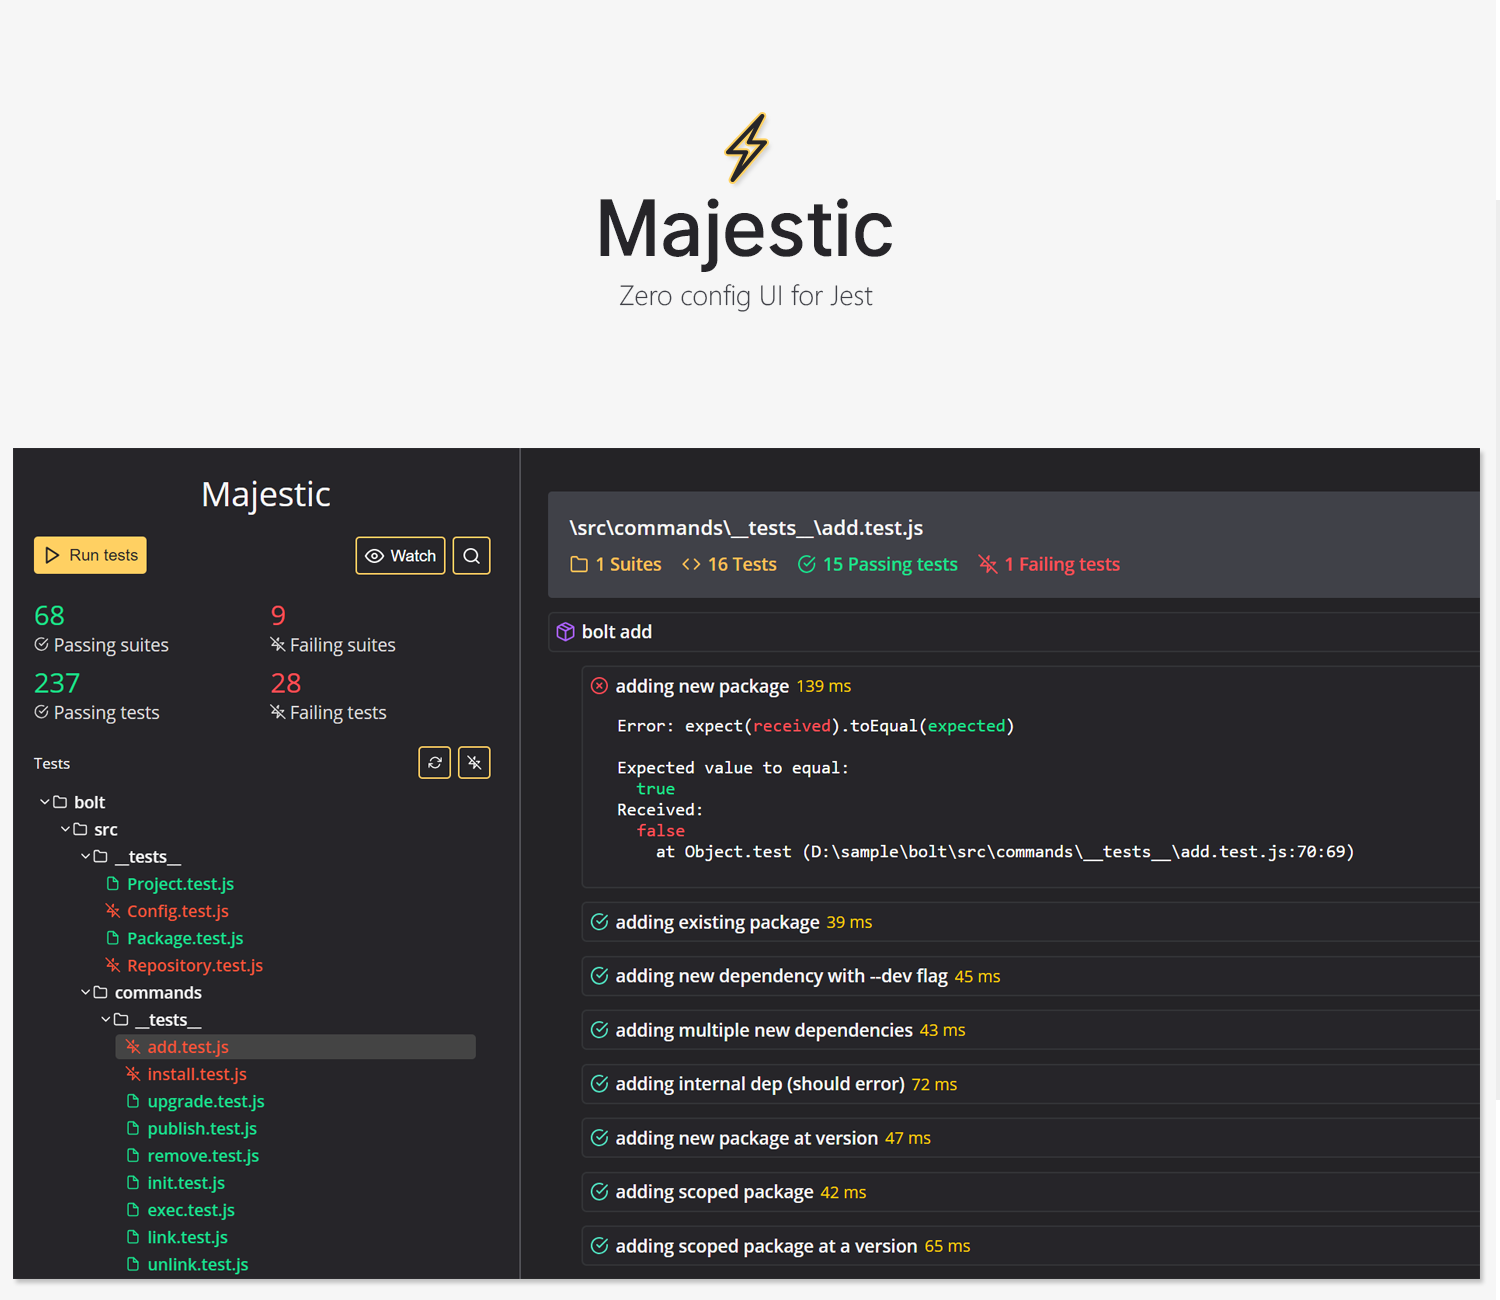 Majestic
Zero config UI for Jest
Majestic
Run tests
Watch
68
9
Passing suites
Failing suites
237
28
Passing tests
Failing tests
Tests
bolt
src
__tests__
Project.test.js
Config.test.js
Package.test.js
Repository.test.js
commands
__tests__
add.test.js
install.test.js
upgrade.test.js
publish.test.js
remove.test.js
init.test.js
exec.test.js
link.test.js
unlink.test.js
\src\commands\__tests__\add.test.js
1 Suites <> 16 Tests 15 Passing tests 1 Failing tests
bolt add
adding new package 139 ms
Error: expect(received).toEqual(expected)
Expected value to equal:
true
Received:
false
at Object.test (D:\sample\bolt\src\commands\__tests__\add.test.js:70:69)
adding existing package 39 ms
adding new dependency with --dev flag 45 ms
adding multiple new dependencies 43 ms
adding internal dep (should error) 72 ms
adding new package at version 47 ms
adding scoped package 42 ms
adding scoped package at a version 65 ms